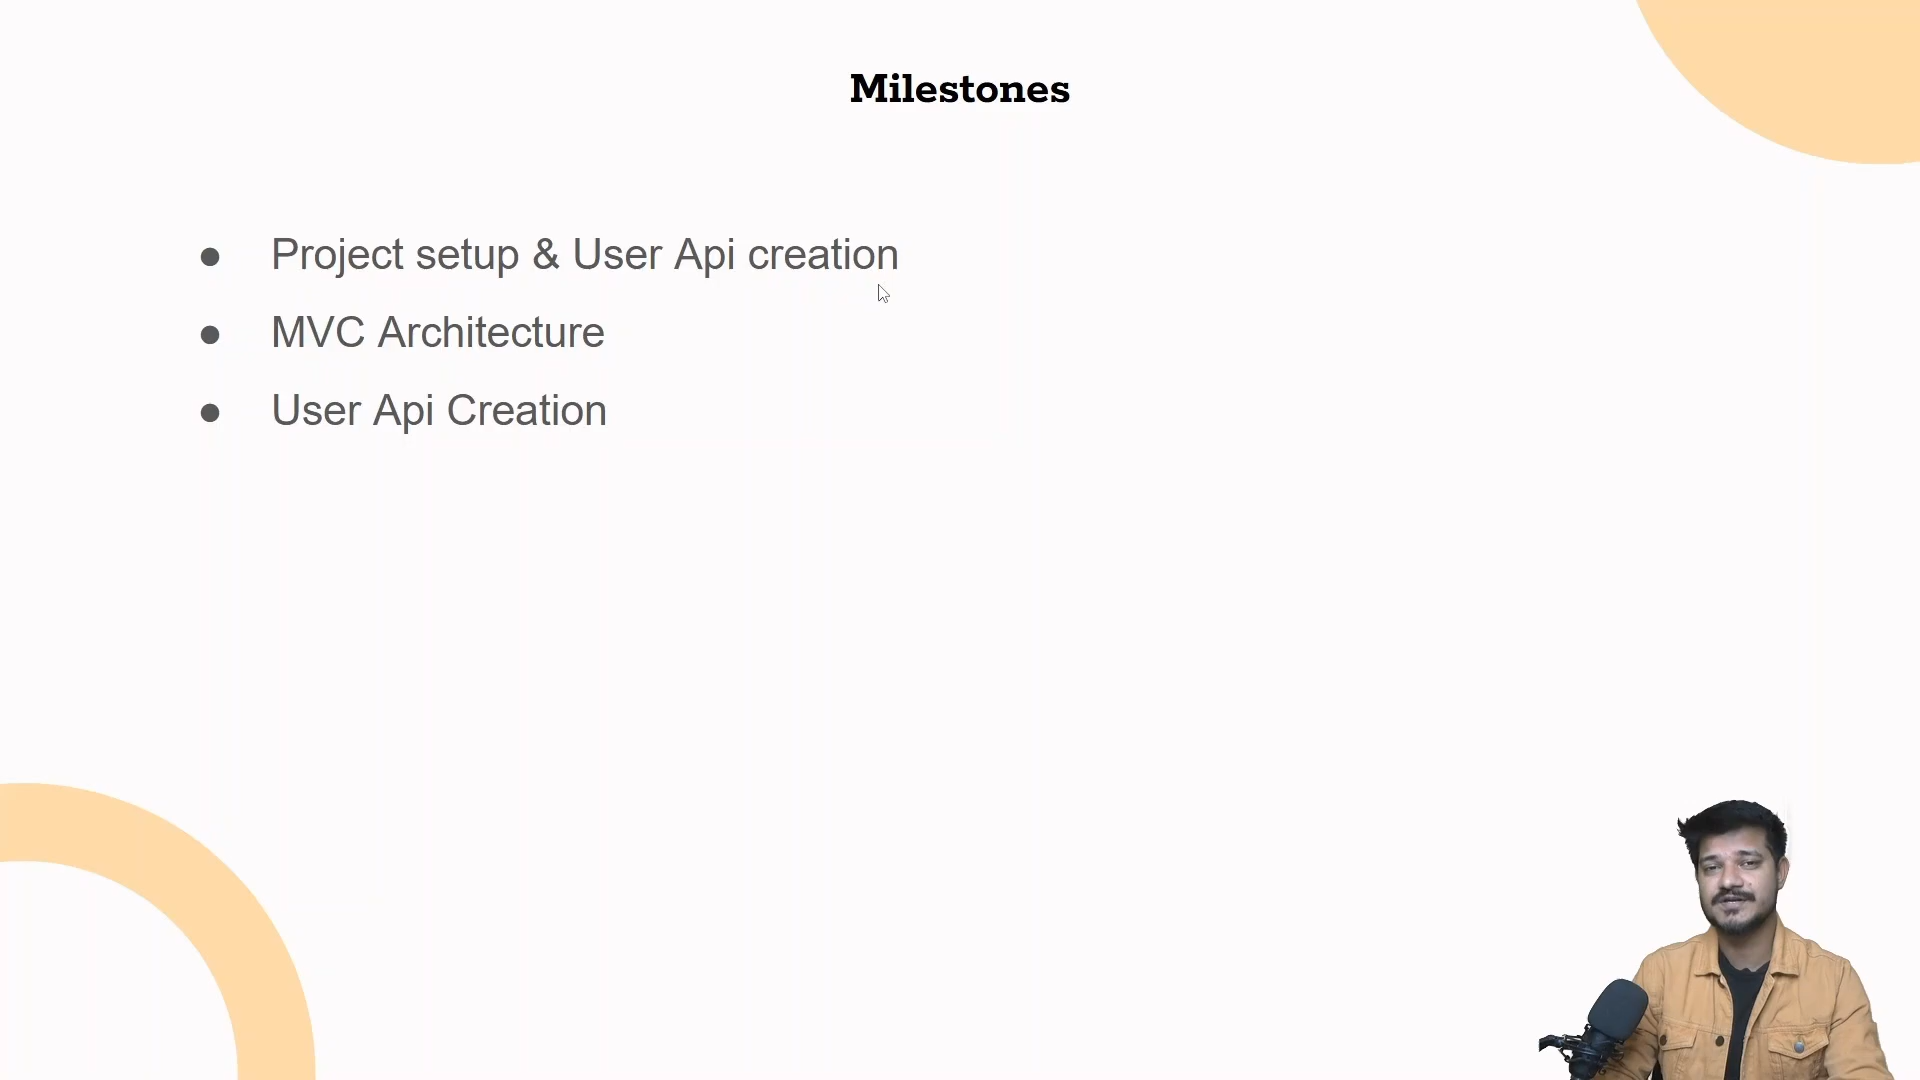 Milestones
● Project setup & User Api creation
● MVC Architecture
● User Api Creation